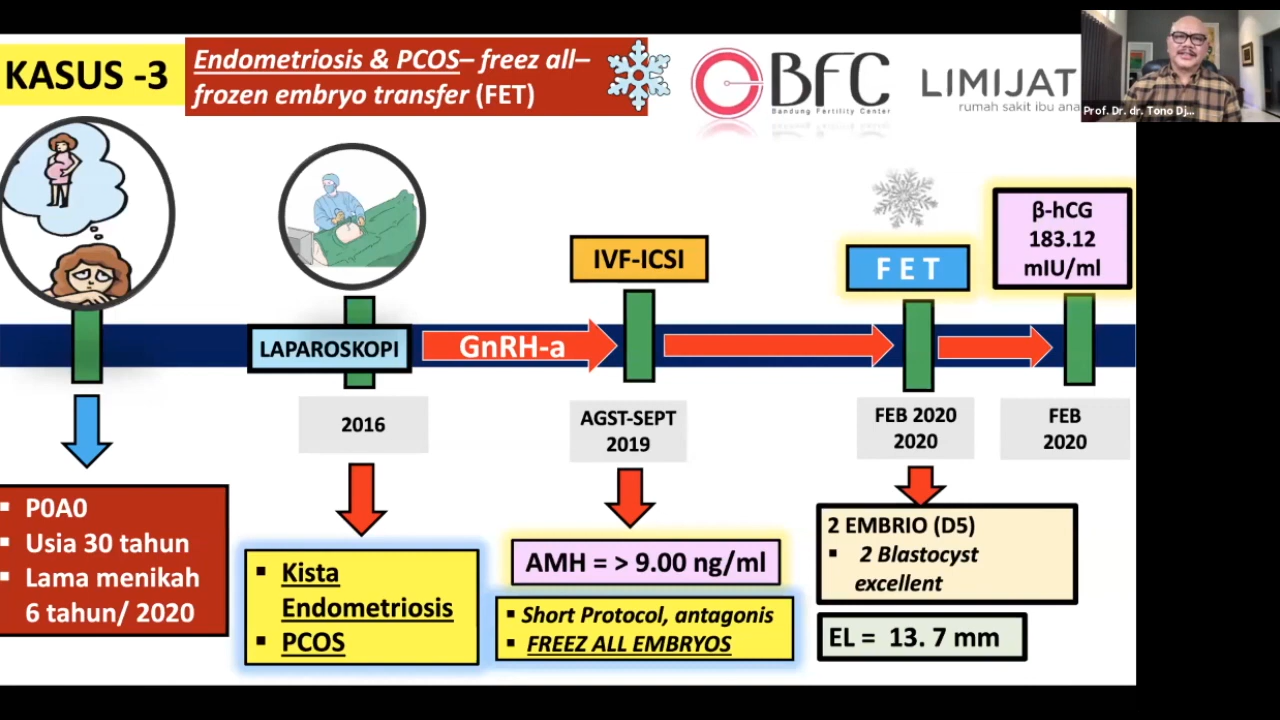 KASUS -3
Endometriosis & PCOS– freez all–
frozen embryo transfer (FET)
BFC
Bandung Fertility Center
LIMIJAT
rumah sakit ibu ana
Prof. Dr. dr. Tono Dj...
β-hCG
183.12
mIU/ml
IVF-ICSI
F E T
LAPAROSKOPI
GnRH-a
2016
AGST-SEPT
2019
FEB 2020
2020
FEB
2020
▪ P0A0
▪ Usia 30 tahun
▪ Lama menikah
6 tahun/ 2020
▪ Kista
Endometriosis
▪ PCOS
AMH = > 9.00 ng/ml
▪ Short Protocol, antagonis
▪ FREEZ ALL EMBRYOS
2 EMBRIO (D5)
▪ 2 Blastocyst
excellent
EL = 13. 7 mm